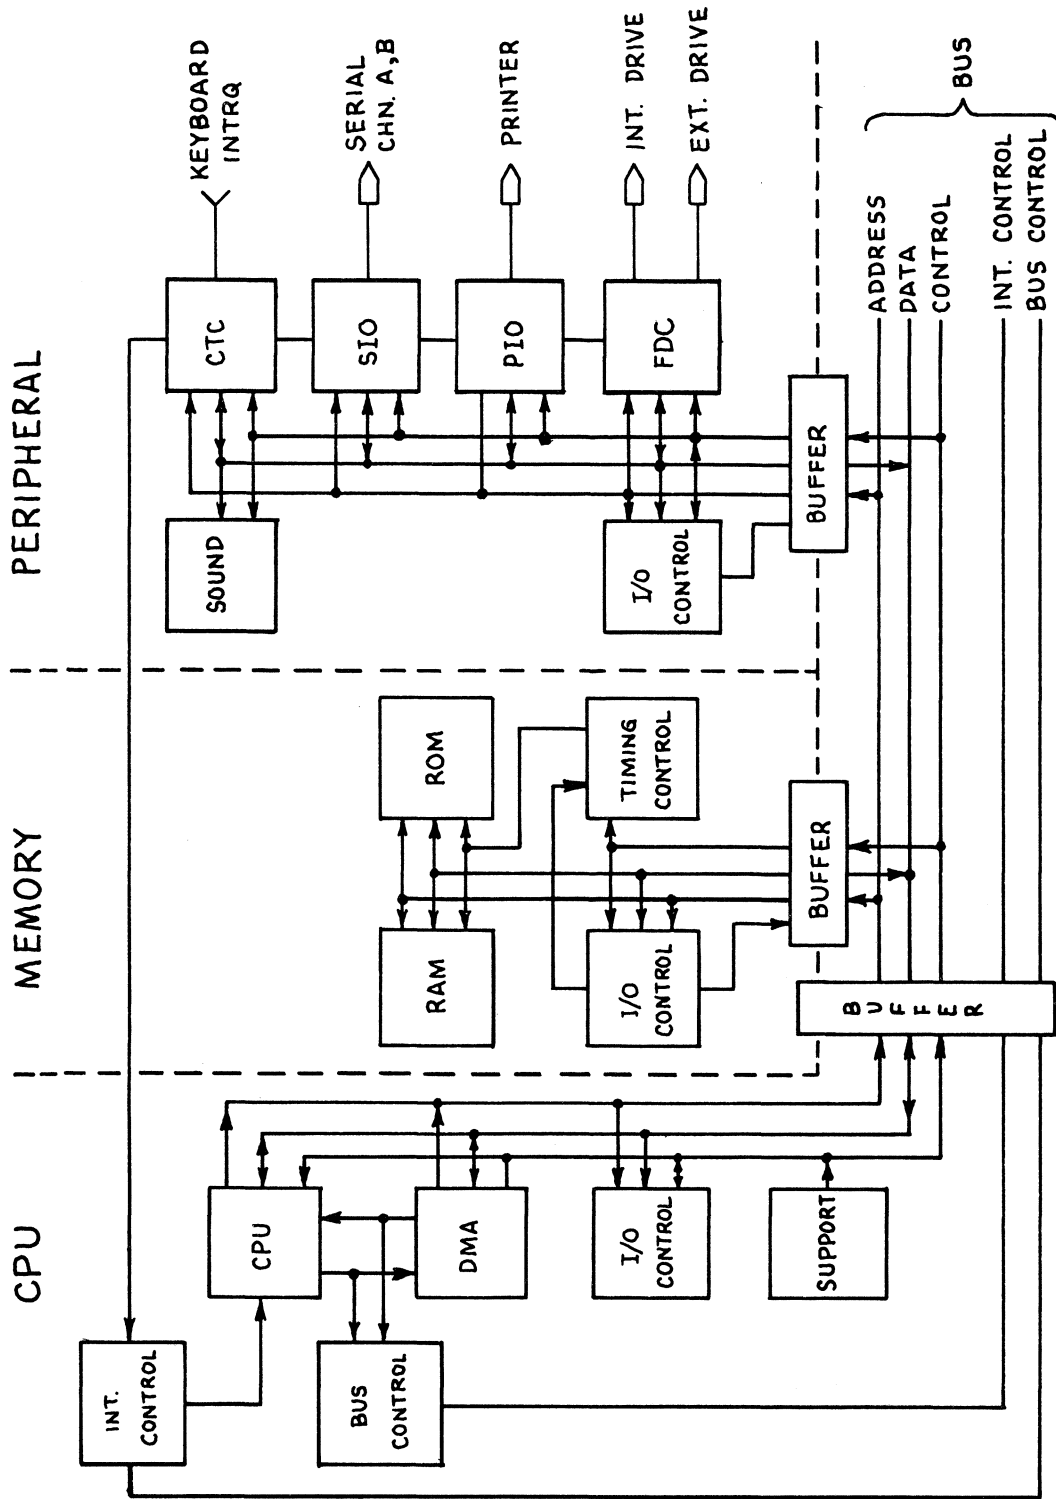 CPU
MEMORY
PERIPHERAL
INT.
CONTROL
CPU
BUS
CONTROL
DMA
I/O
CONTROL
SUPPORT
BUFFER
RAM
ROM
I/O
CONTROL
TIMING
CONTROL
BUFFER
SOUND
I/O
CONTROL
CTC
SIO
PIO
FDC
BUFFER
KEYBOARD
INTRQ
SERIAL
CHN. A,B
PRINTER
INT. DRIVE
EXT. DRIVE
ADDRESS
DATA
CONTROL
INT. CONTROL
BUS CONTROL
BUS